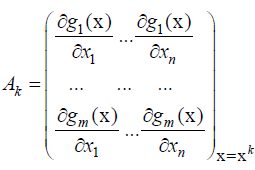 A_k = ( ∂g_1(x)/∂x_1 ... ∂g_1(x)/∂x_n
... ... ...
∂g_m(x)/∂x_1 ... ∂g_m(x)/∂x_n )_{x=x^k}